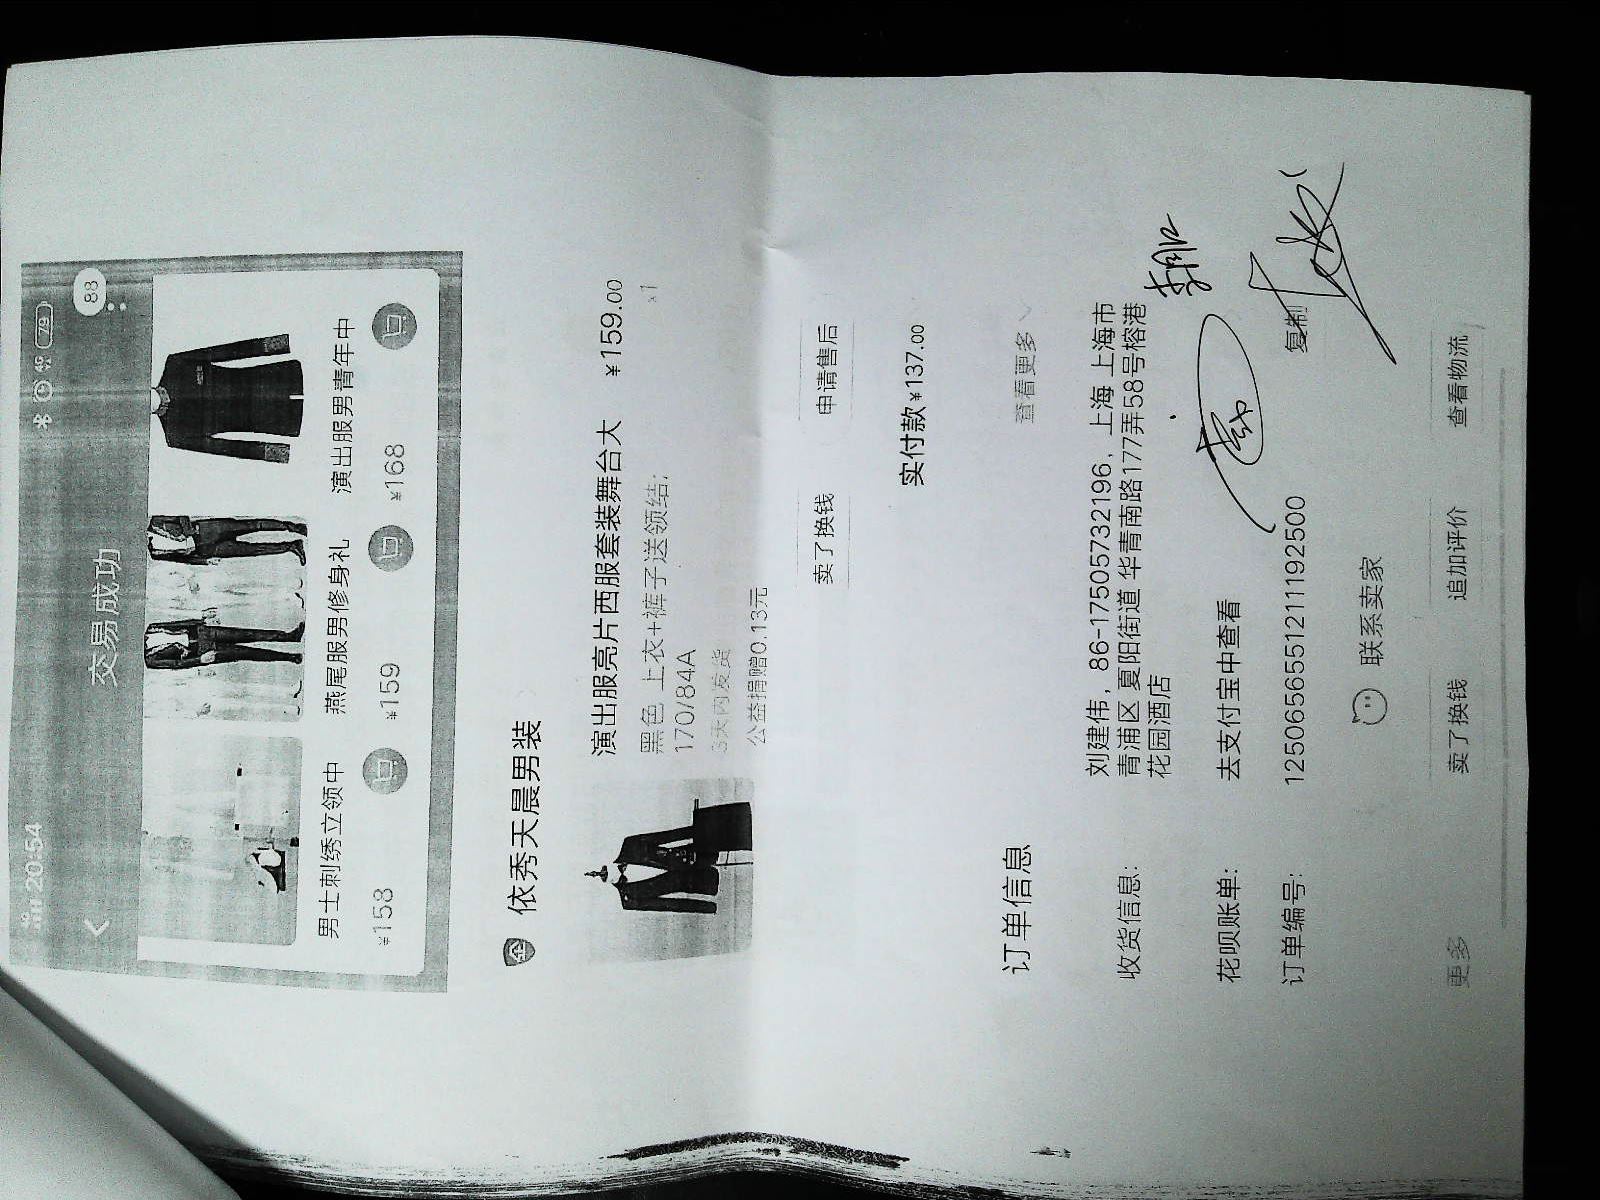 20:54
79
交易成功
88
男士刺绣立领中
燕尾服男修身礼
演出服男青年中
¥158
¥159
¥168
依秀天晨男装
演出服亮片西服套装舞台大 ¥159.00
黑色 上衣+裤子送领结; x1
170/84A
3天内发货
公益捐赠0.13元
卖了换钱 申请售后
实付款¥137.00
订单信息 查看更多
收货信息: 刘建伟, 86-17505732196, 上海 上海市
青浦区 夏阳街道 华青南路177弄58号榕港
花园酒店
花呗账单: 去支付宝中查看
订单编号: 1250656551211192500 复制
联系卖家
更多 卖了换钱 追加评价 查看物流